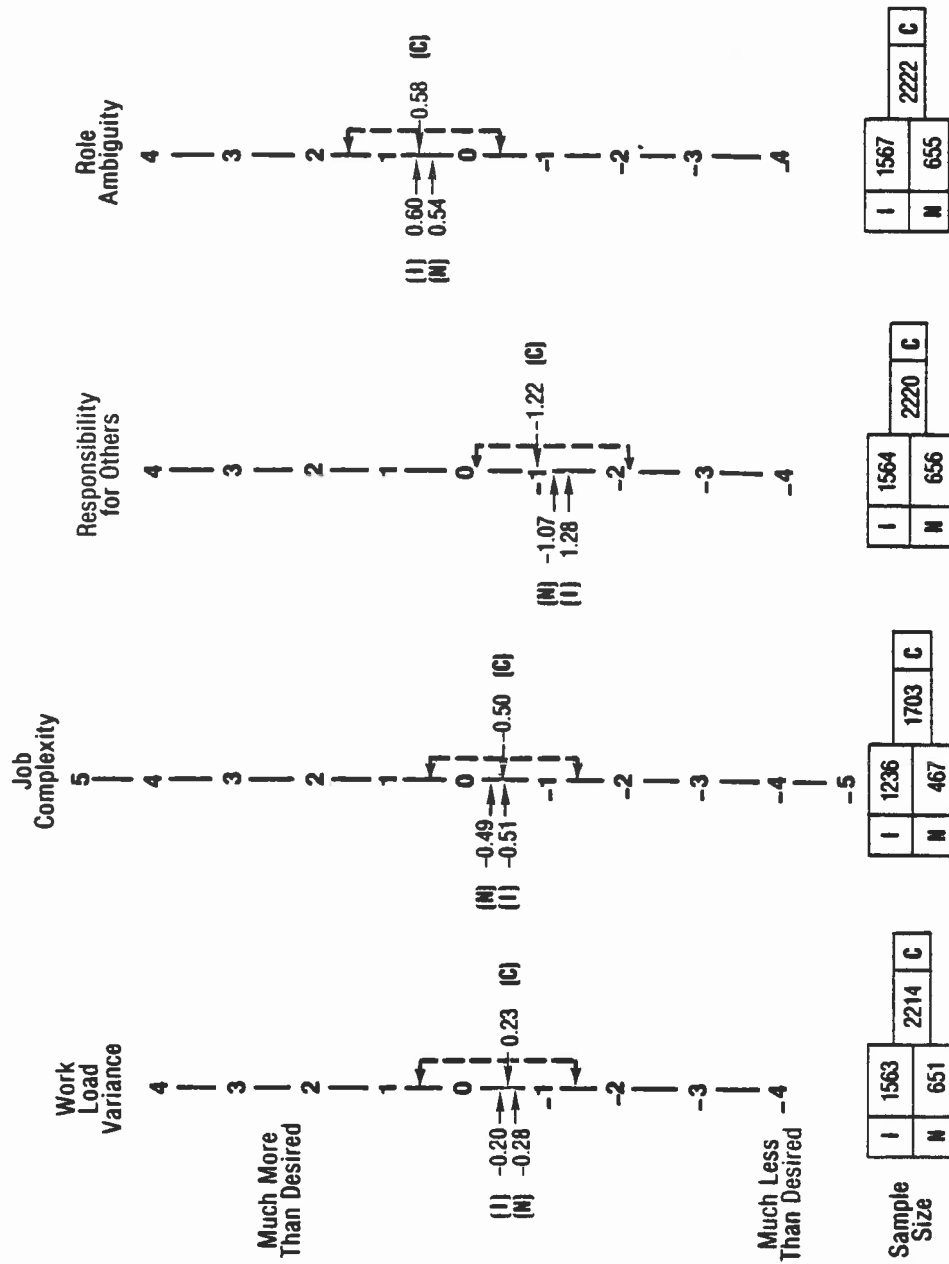 Work
Load
Variance
Much More
Than Desired
4
3
2
1
0
-1
-2
-3
-4
(I) -0.20
(N) -0.28
0.23 (C)
Much Less
Than Desired
Job
Complexity
5
4
3
2
1
0
-1
-2
-3
-4
-5
(N) -0.49
(I) -0.51
-0.50 (C)
Responsibility
for Others
4
3
2
1
0
-1
-2
-3
-4
(N) -1.07
(I) 1.28
-1.22 (C)
Role
Ambiguity
4
3
2
1
0
-1
-2
-3
-4
(I) 0.60
(N) 0.54
0.58 (C)
Sample
Size
I 1563
N 651
2214 C
I 1236
N 467
1703 C
I 1564
N 656
2220 C
I 1567
N 655
2222 C